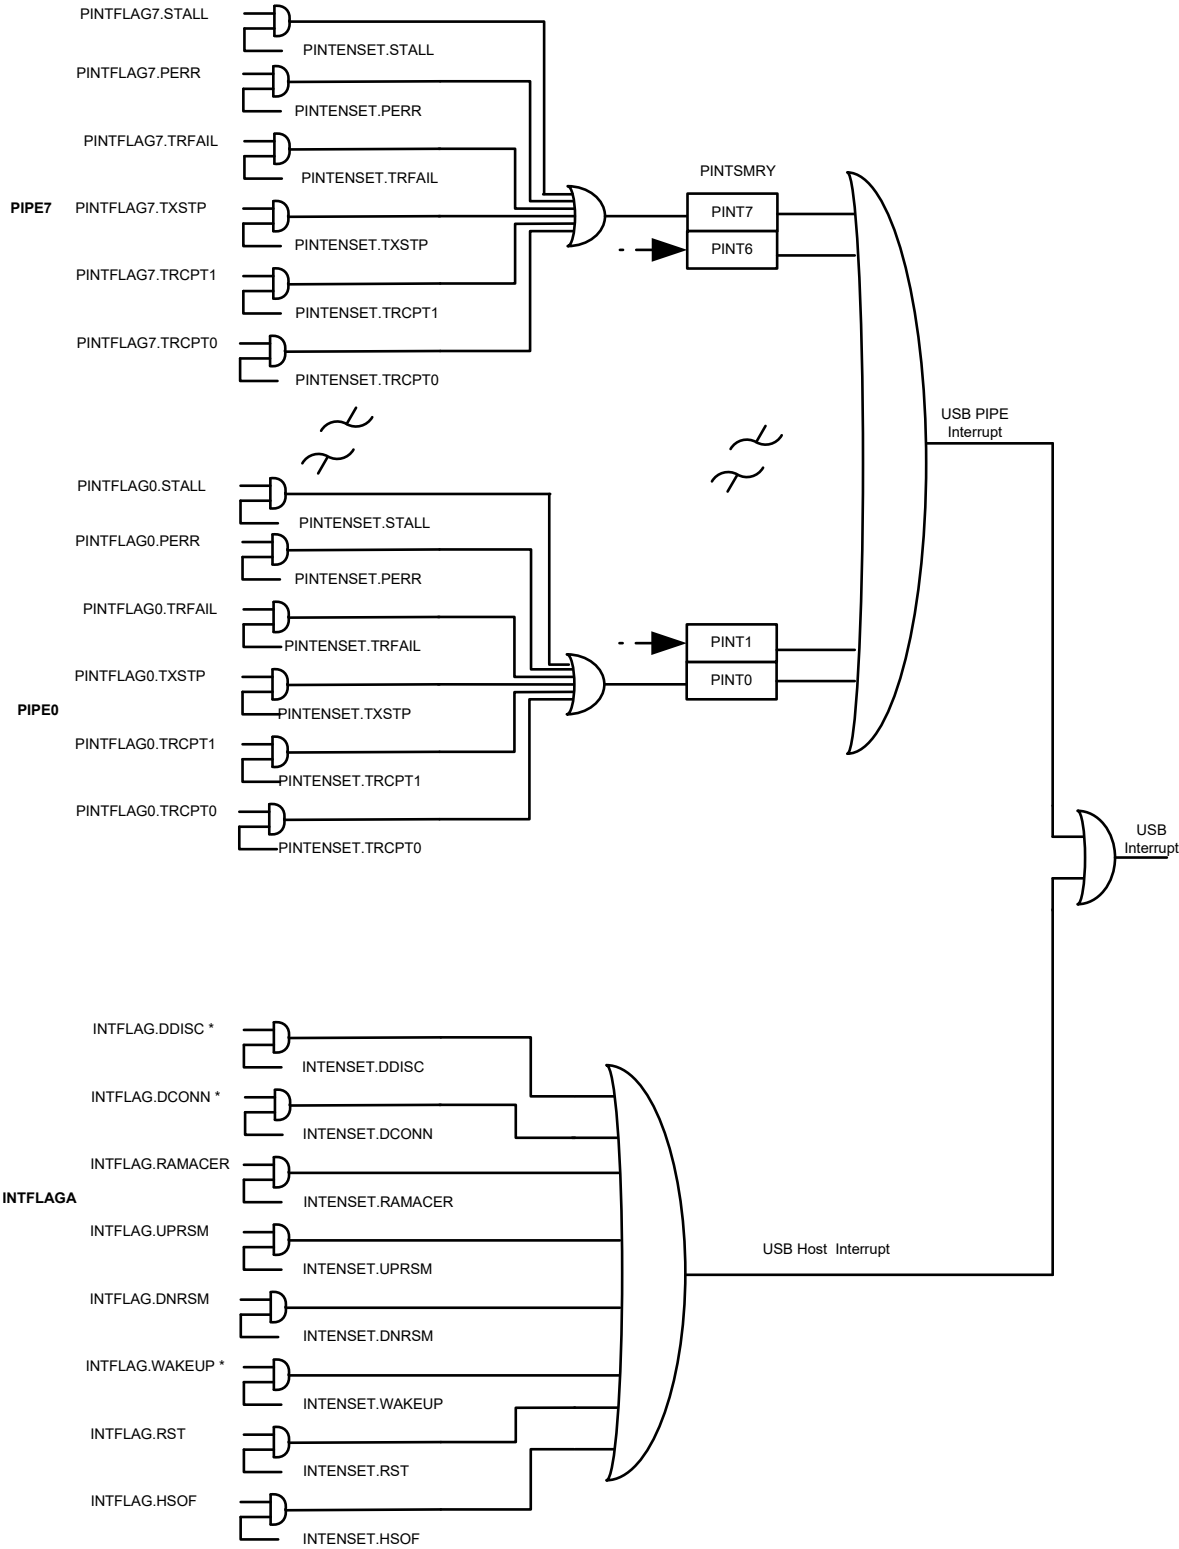 PINTFLAG7.STALL
PINTENSET.STALL
PINTFLAG7.PERR
PINTENSET.PERR
PINTFLAG7.TRFAIL
PINTENSET.TRFAIL
PIPE7
PINTFLAG7.TXSTP
PINTENSET.TXSTP
PINTFLAG7.TRCPT1
PINTENSET.TRCPT1
PINTFLAG7.TRCPT0
PINTENSET.TRCPT0
PINTSMRY
PINT7
PINT6
USB PIPE
Interrupt
PINTFLAG0.STALL
PINTENSET.STALL
PINTFLAG0.PERR
PINTENSET.PERR
PINTFLAG0.TRFAIL
PINTENSET.TRFAIL
PINTFLAG0.TXSTP
PINTENSET.TXSTP
PIPE0
PINTFLAG0.TRCPT1
PINTENSET.TRCPT1
PINTFLAG0.TRCPT0
PINTENSET.TRCPT0
PINT1
PINT0
USB
Interrupt
INTFLAG.DDISC *
INTENSET.DDISC
INTFLAG.DCONN *
INTENSET.DCONN
INTFLAG.RAMACER
INTENSET.RAMACER
INTFLAGA
INTFLAG.UPRSM
INTENSET.UPRSM
INTFLAG.DNRSM
INTENSET.DNRSM
INTFLAG.WAKEUP *
INTENSET.WAKEUP
INTFLAG.RST
INTENSET.RST
INTFLAG.HSOF
INTENSET.HSOF
USB Host Interrupt